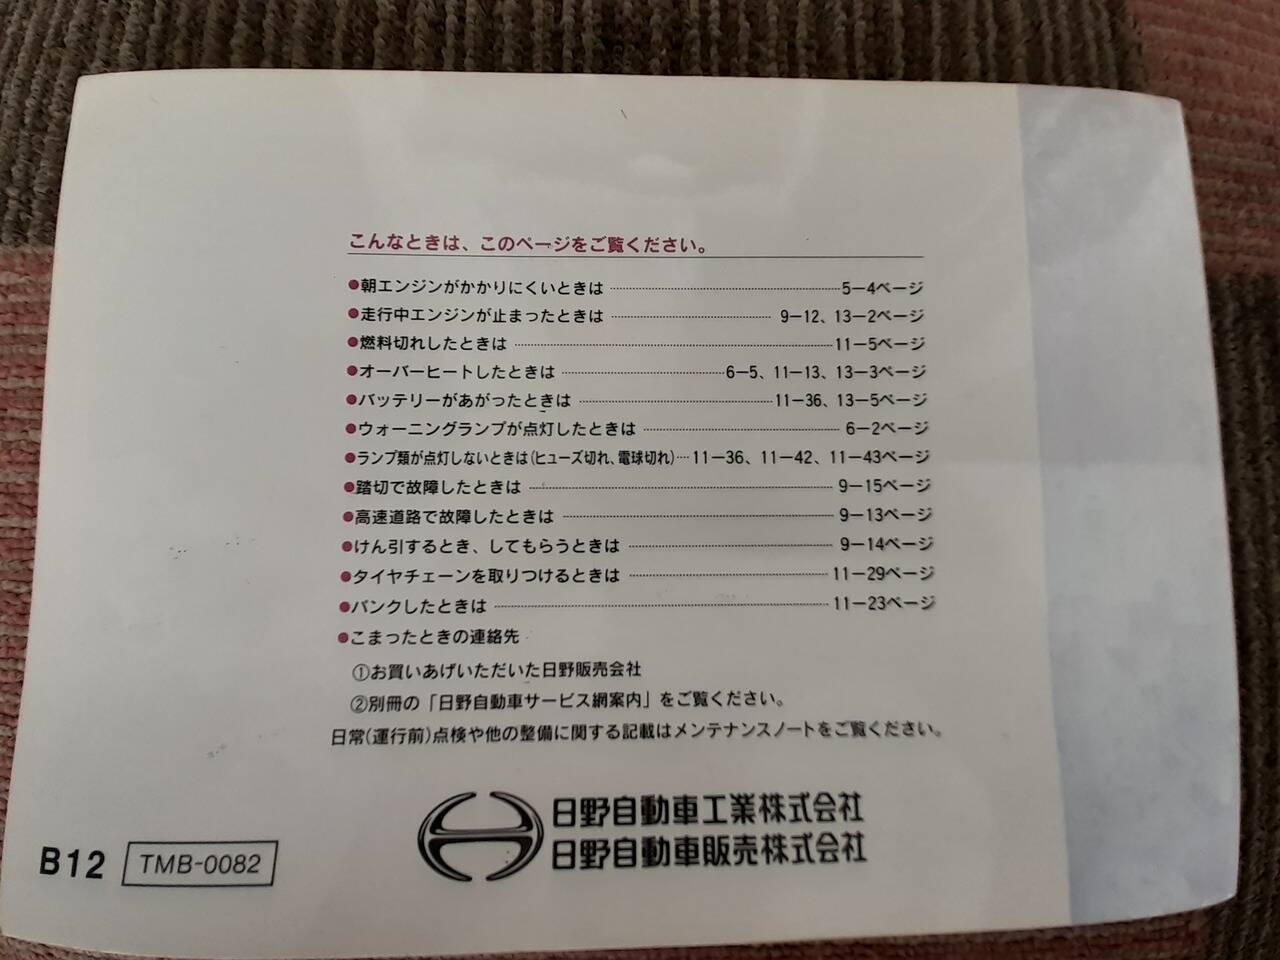 こんなときは、このページをご覧ください。
●朝エンジンがかかりにくいときは 5−4ページ
●走行中エンジンが止まったときは 9−12、13−2ページ
●燃料切れしたときは 11−5ページ
●オーバーヒートしたときは 6−5、11−13、13−3ページ
●バッテリーがあがったときは 11−36、13−5ページ
●ウォーニングランプが点灯したときは 6−2ページ
●ランプ類が点灯しないときは(ヒューズ切れ、電球切れ) 11−36、11−42、11−43ページ
●踏切で故障したときは 9−15ページ
●高速道路で故障したときは 9−13ページ
●けん引するとき、してもらうときは 9−14ページ
●タイヤチェーンを取りつけるときは 11−29ページ
●パンクしたときは 11−23ページ
●こまったときの連絡先
①お買いあげいただいた日野販売会社
②別冊の「日野自動車サービス網案内」をご覧ください。
日常(運行前)点検や他の整備に関する記載はメンテナンスノートをご覧ください。
日野自動車工業株式会社
日野自動車販売株式会社
B12 TMB-0082